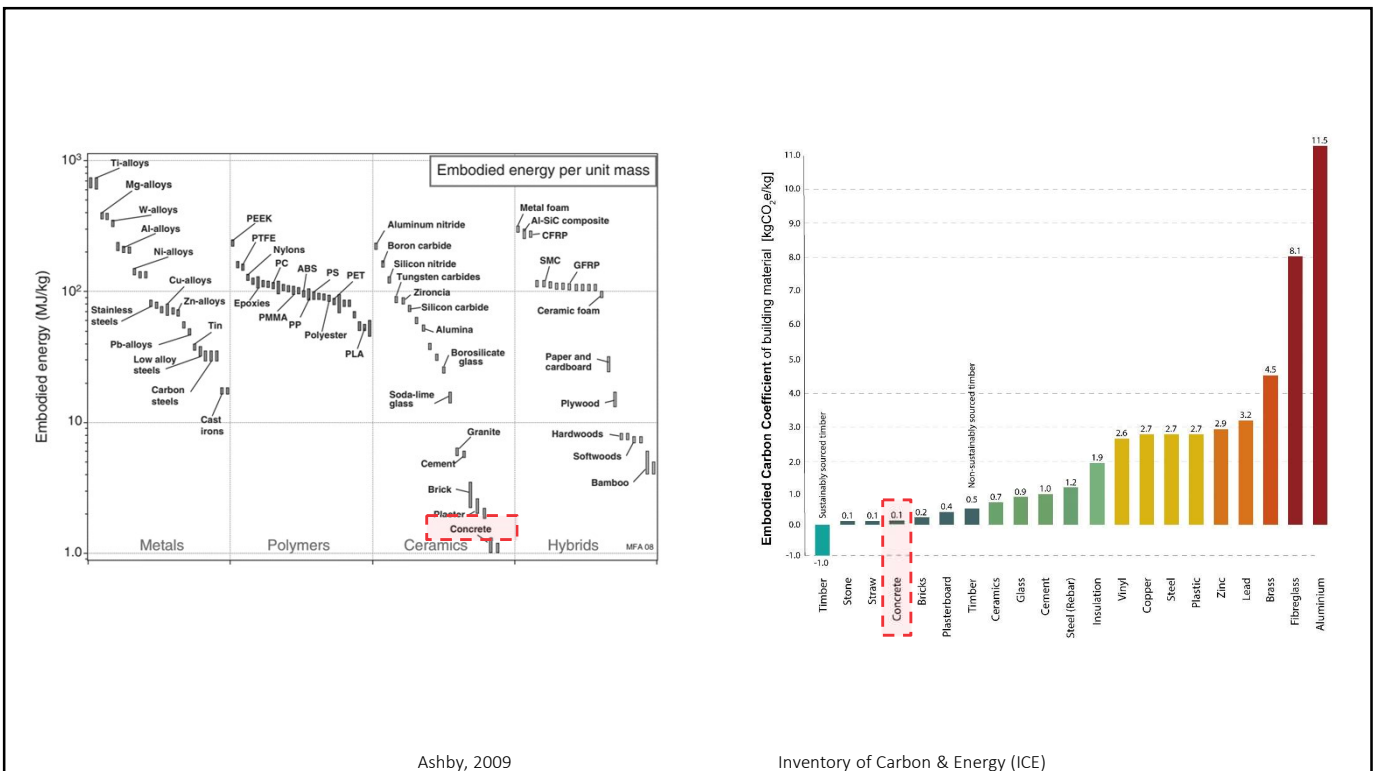 Embodied energy per unit mass
Embodied energy (MJ/kg)
10³
10²
10
1.0
Ti-alloys
Mg-alloys
W-alloys
Al-alloys
Ni-alloys
Cu-alloys
Zn-alloys
Stainless
steels
Tin
Pb-alloys
Low alloy
steels
Carbon
steels
Cast
irons
Metals
PEEK
PTFE
Nylons
PC
ABS
PS
PET
Epoxies
PMMA
PP
Polyester
PLA
Polymers
Aluminum nitride
Boron carbide
Silicon nitride
Tungsten carbides
Zirconia
Silicon carbide
Alumina
Borosilicate
glass
Soda-lime
glass
Granite
Cement
Brick
Plaster
Concrete
Ceramics
Metal foam
Al-SiC composite
CFRP
SMC
GFRP
Ceramic foam
Paper and
cardboard
Plywood
Hardwoods
Softwoods
Bamboo
Hybrids
MFA 08
Embodied Carbon Coefficient of building material [kgCO₂e/kg]
11.0
10.0
9.0
8.0
7.0
6.0
5.0
4.0
3.0
2.0
1.0
0.0
-1.0
Sustainably sourced timber
Non-sustainably sourced timber
-1.0
0.1
0.1
0.1
0.2
0.4
0.5
0.7
0.9
1.0
1.2
1.9
2.6
2.7
2.7
2.7
2.9
3.2
4.5
8.1
11.5
Timber
Stone
Straw
Concrete
Bricks
Plasterboard
Timber
Ceramics
Glass
Cement
Steel (Rebar)
Insulation
Vinyl
Copper
Steel
Plastic
Zinc
Lead
Brass
Fibreglass
Aluminium
Ashby, 2009
Inventory of Carbon & Energy (ICE)